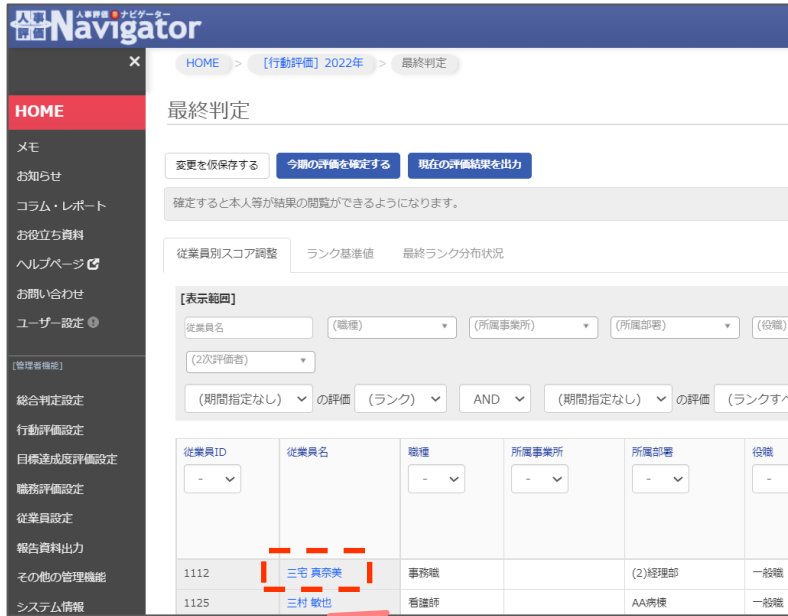 人事評価 人事評価ナビゲーター Navigator
×
HOME > [行動評価] 2022年 > 最終判定
HOME
メモ
お知らせ
コラム・レポート
お役立ち資料
ヘルプページ
お問い合わせ
ユーザー設定
[管理者機能]
総合判定設定
行動評価設定
目標達成度評価設定
職務評価設定
従業員設定
報告資料出力
その他の管理機能
システム情報
最終判定
変更を仮保存する 今期の評価を確定する 現在の評価結果を出力
確定すると本人等が結果の閲覧ができるようになります。
従業員別スコア調整 ランク基準値 最終ランク分布状況
[表示範囲]
従業員名 (職種) (所属事業所) (所属部署) (役職)
(2次評価者)
(期間指定なし) の評価 (ランク) AND (期間指定なし) の評価 (ランクすべ
従業員ID 従業員名 職種 所属事業所 所属部署 役職
- - - - -
1112 三宅 真奈美 事務職 (2)経理部 一般職
1125 三村 敏也 看護師 AA病棟 一般職